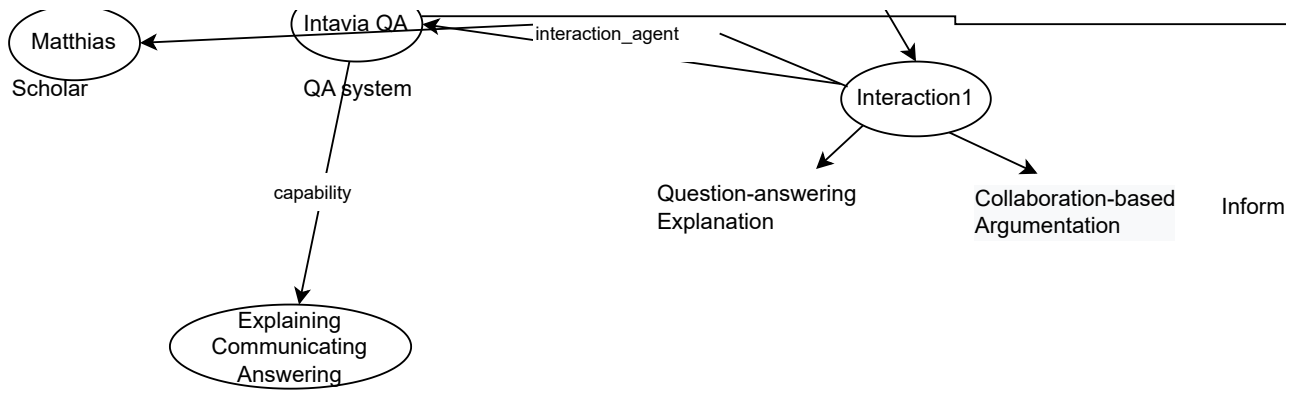 Intavia QA
interaction_agent
Matthias
Scholar
QA system
Interaction1
capability
Question-answering
Explanation
Collaboration-based
Argumentation
Inform
Explaining
Communicating
Answering